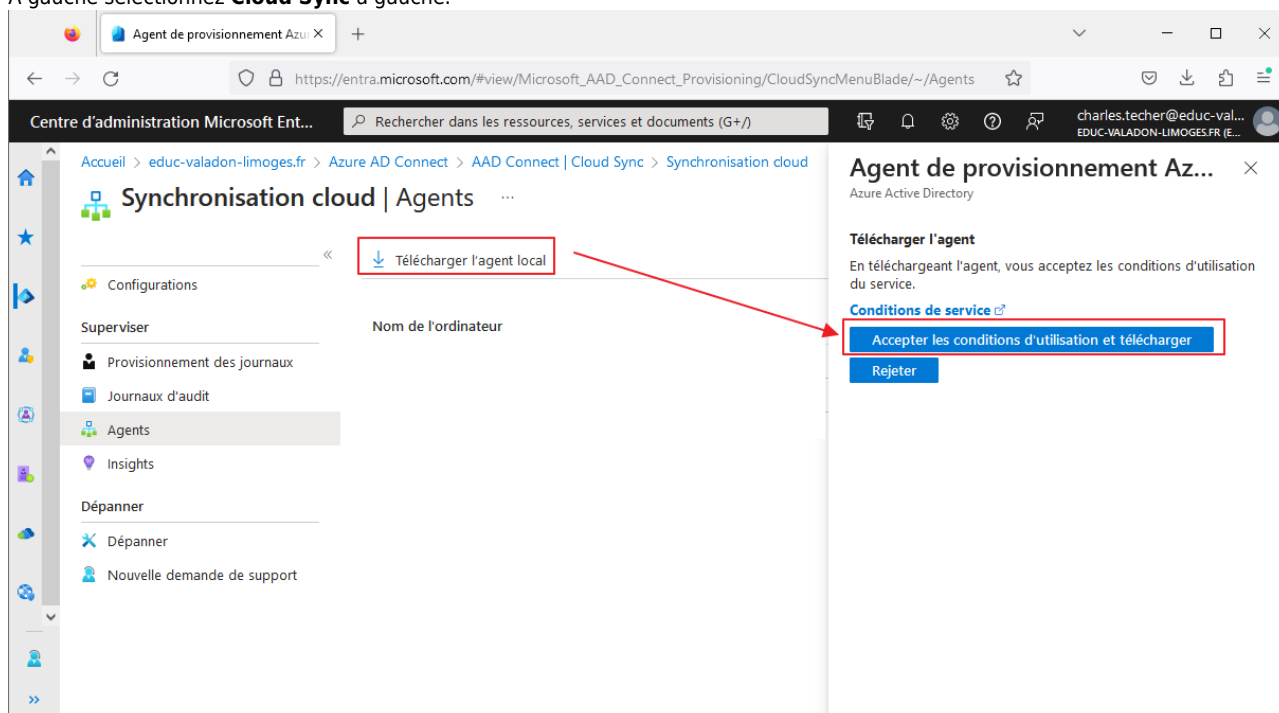 A gauche sélectionnez Cloud Sync à gauche.
Agent de provisionnement Azur
https://entra.microsoft.com/#view/Microsoft_AAD_Connect_Provisioning/CloudSyncMenuBlade/~/Agents
Centre d'administration Microsoft Ent...
Rechercher dans les ressources, services et documents (G+/)
charles.techer@educ-val...
EDUC-VALADON-LIMOGES.FR (E...
Accueil > educ-valadon-limoges.fr > Azure AD Connect > AAD Connect | Cloud Sync > Synchronisation cloud
Synchronisation cloud | Agents ...
Télécharger l'agent local
Configurations
Superviser
Nom de l'ordinateur
Provisionnement des journaux
Journaux d'audit
Agents
Insights
Dépanner
Dépanner
Nouvelle demande de support
Agent de provisionnement Az...
Azure Active Directory
Télécharger l'agent
En téléchargeant l'agent, vous acceptez les conditions d'utilisation
du service.
Conditions de service
Accepter les conditions d'utilisation et télécharger
Rejeter